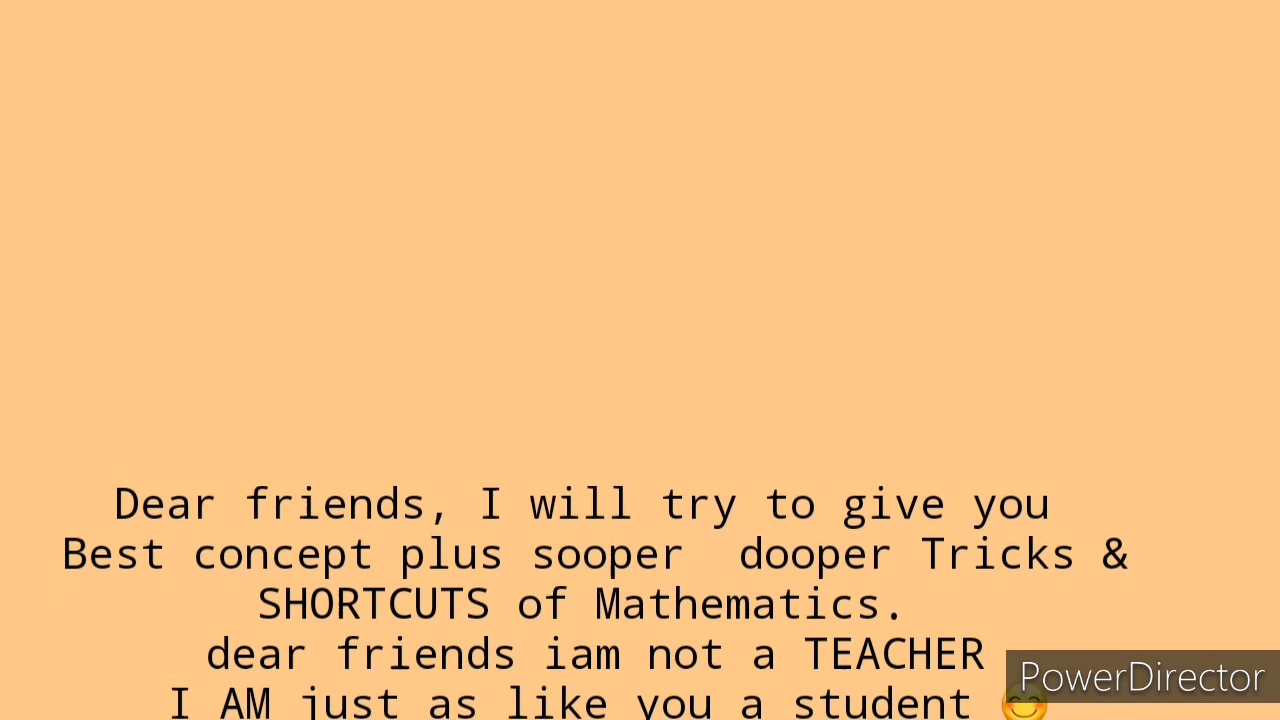 Dear friends, I will try to give you
Best concept plus sooper  dooper Tricks &
SHORTCUTS of Mathematics.
dear friends iam not a TEACHER
I AM just as like you a student 😊
PowerDirector